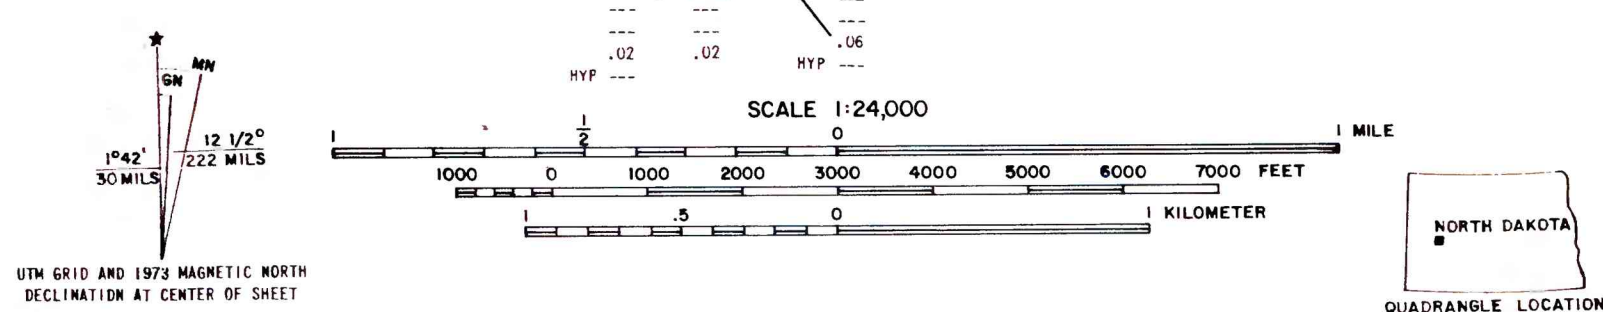 ---
---
---
---
---
.02
.02
.06
HYP ---
HYP ---
★
GN
MN
1°42'
30 MILS
12 1/2°
222 MILS
UTM GRID AND 1973 MAGNETIC NORTH
DECLINATION AT CENTER OF SHEET
SCALE 1:24,000
1 1/2 0 1 MILE
1000 0 1000 2000 3000 4000 5000 6000 7000 FEET
1 .5 0 1 KILOMETER
NORTH DAKOTA
QUADRANGLE LOCATION